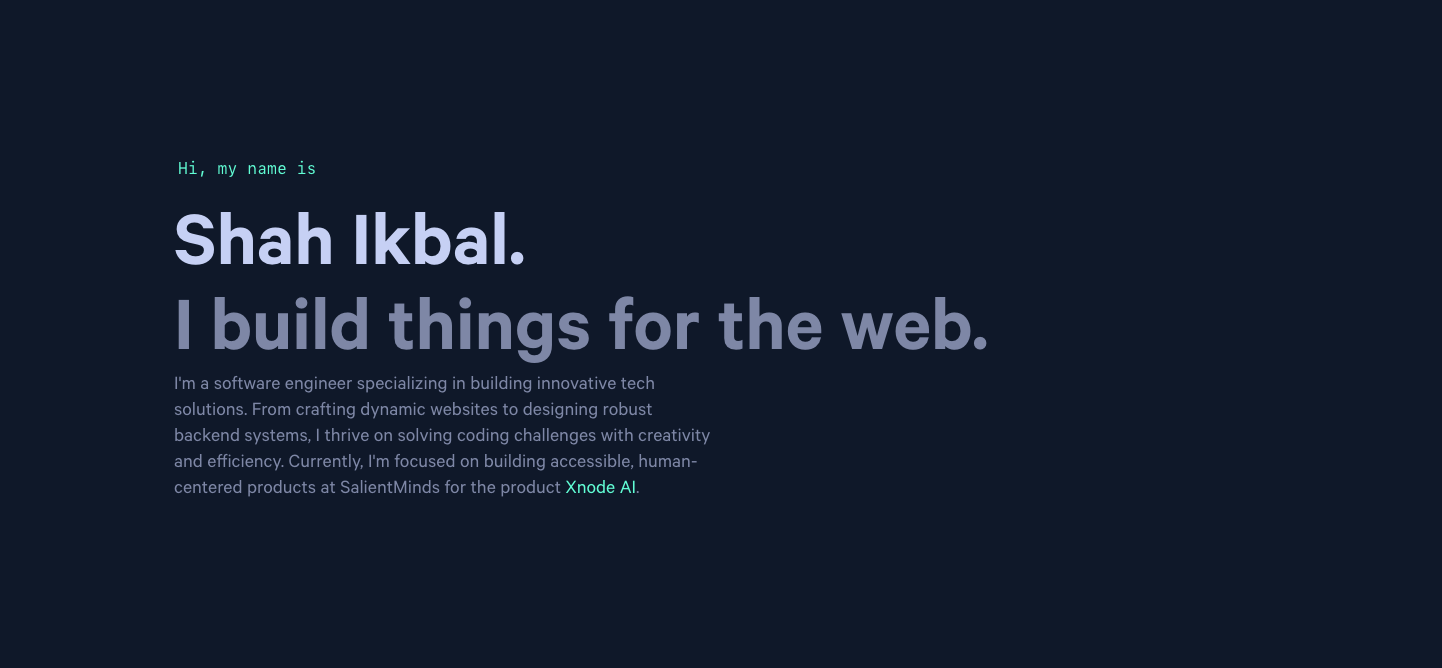 Hi, my name is
Shah Ikbal.
I build things for the web.
I'm a software engineer specializing in building innovative tech
solutions. From crafting dynamic websites to designing robust
backend systems, I thrive on solving coding challenges with creativity
and efficiency. Currently, I'm focused on building accessible, human-
centered products at SalientMinds for the product Xnode AI.